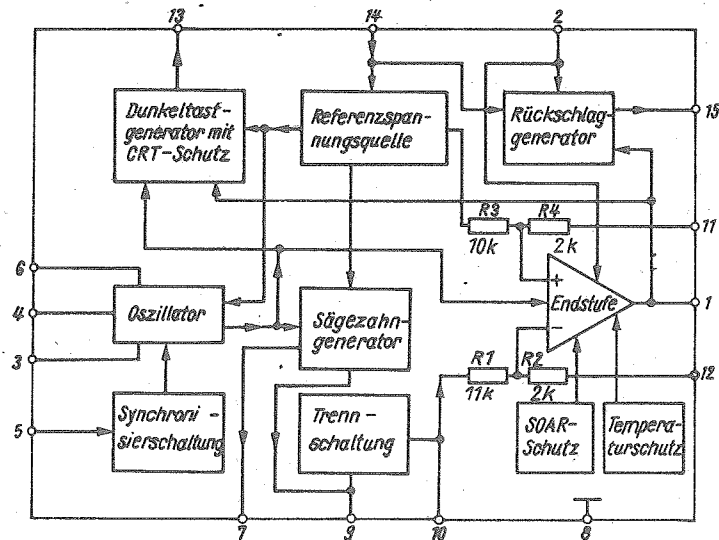 13
14
2
Dunkeltast-
generator mit
CRT-Schutz
Referenzspan-
nungsquelle
Rückschlag-
generator
15
R3
R4
11
10k
2k
6
+
Endstufe
1
4
Oszillator
Sägezahn-
generator
-
3
R1
R2
12
11k
2k
Synchroni-
sierschaltung
Trenn-
schaltung
SOAR-
Schutz
Tempera-
turschutz
5
7
9
10
8